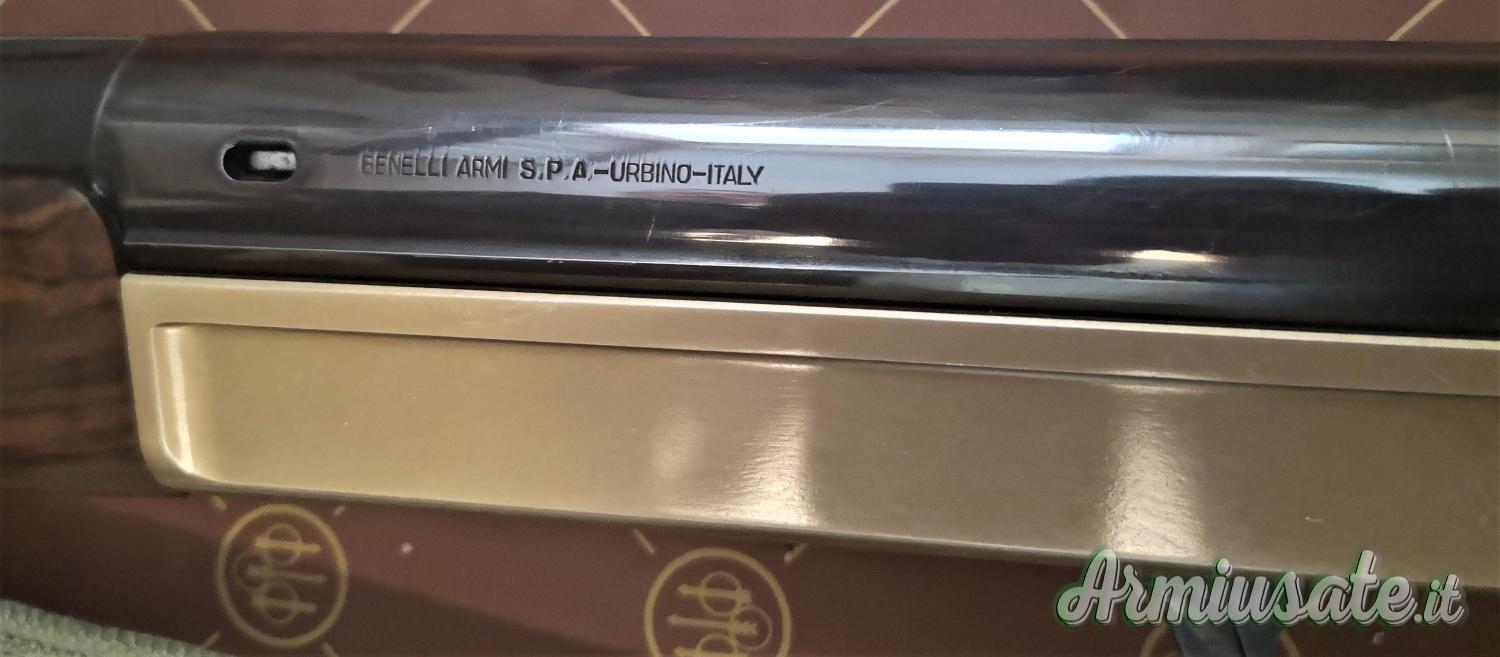 BENELLI ARMI S.P.A.-URBINO-ITALY
Armiusate.it